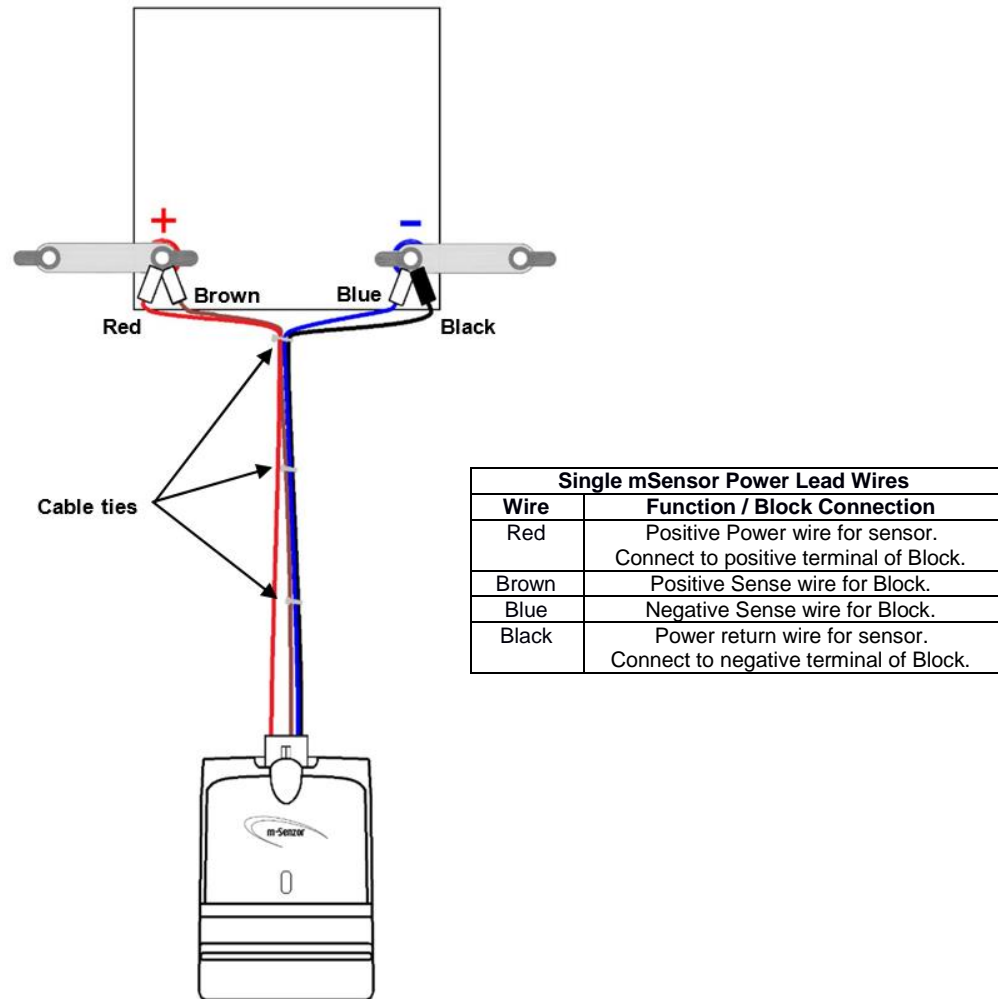 +
–
Brown
Blue
Red
Black
Cable ties
Single mSensor Power Lead Wires
Wire Function / Block Connection
Red Positive Power wire for sensor.
Connect to positive terminal of Block.
Brown Positive Sense wire for Block.
Blue Negative Sense wire for Block.
Black Power return wire for sensor.
Connect to negative terminal of Block.
m-Senzor